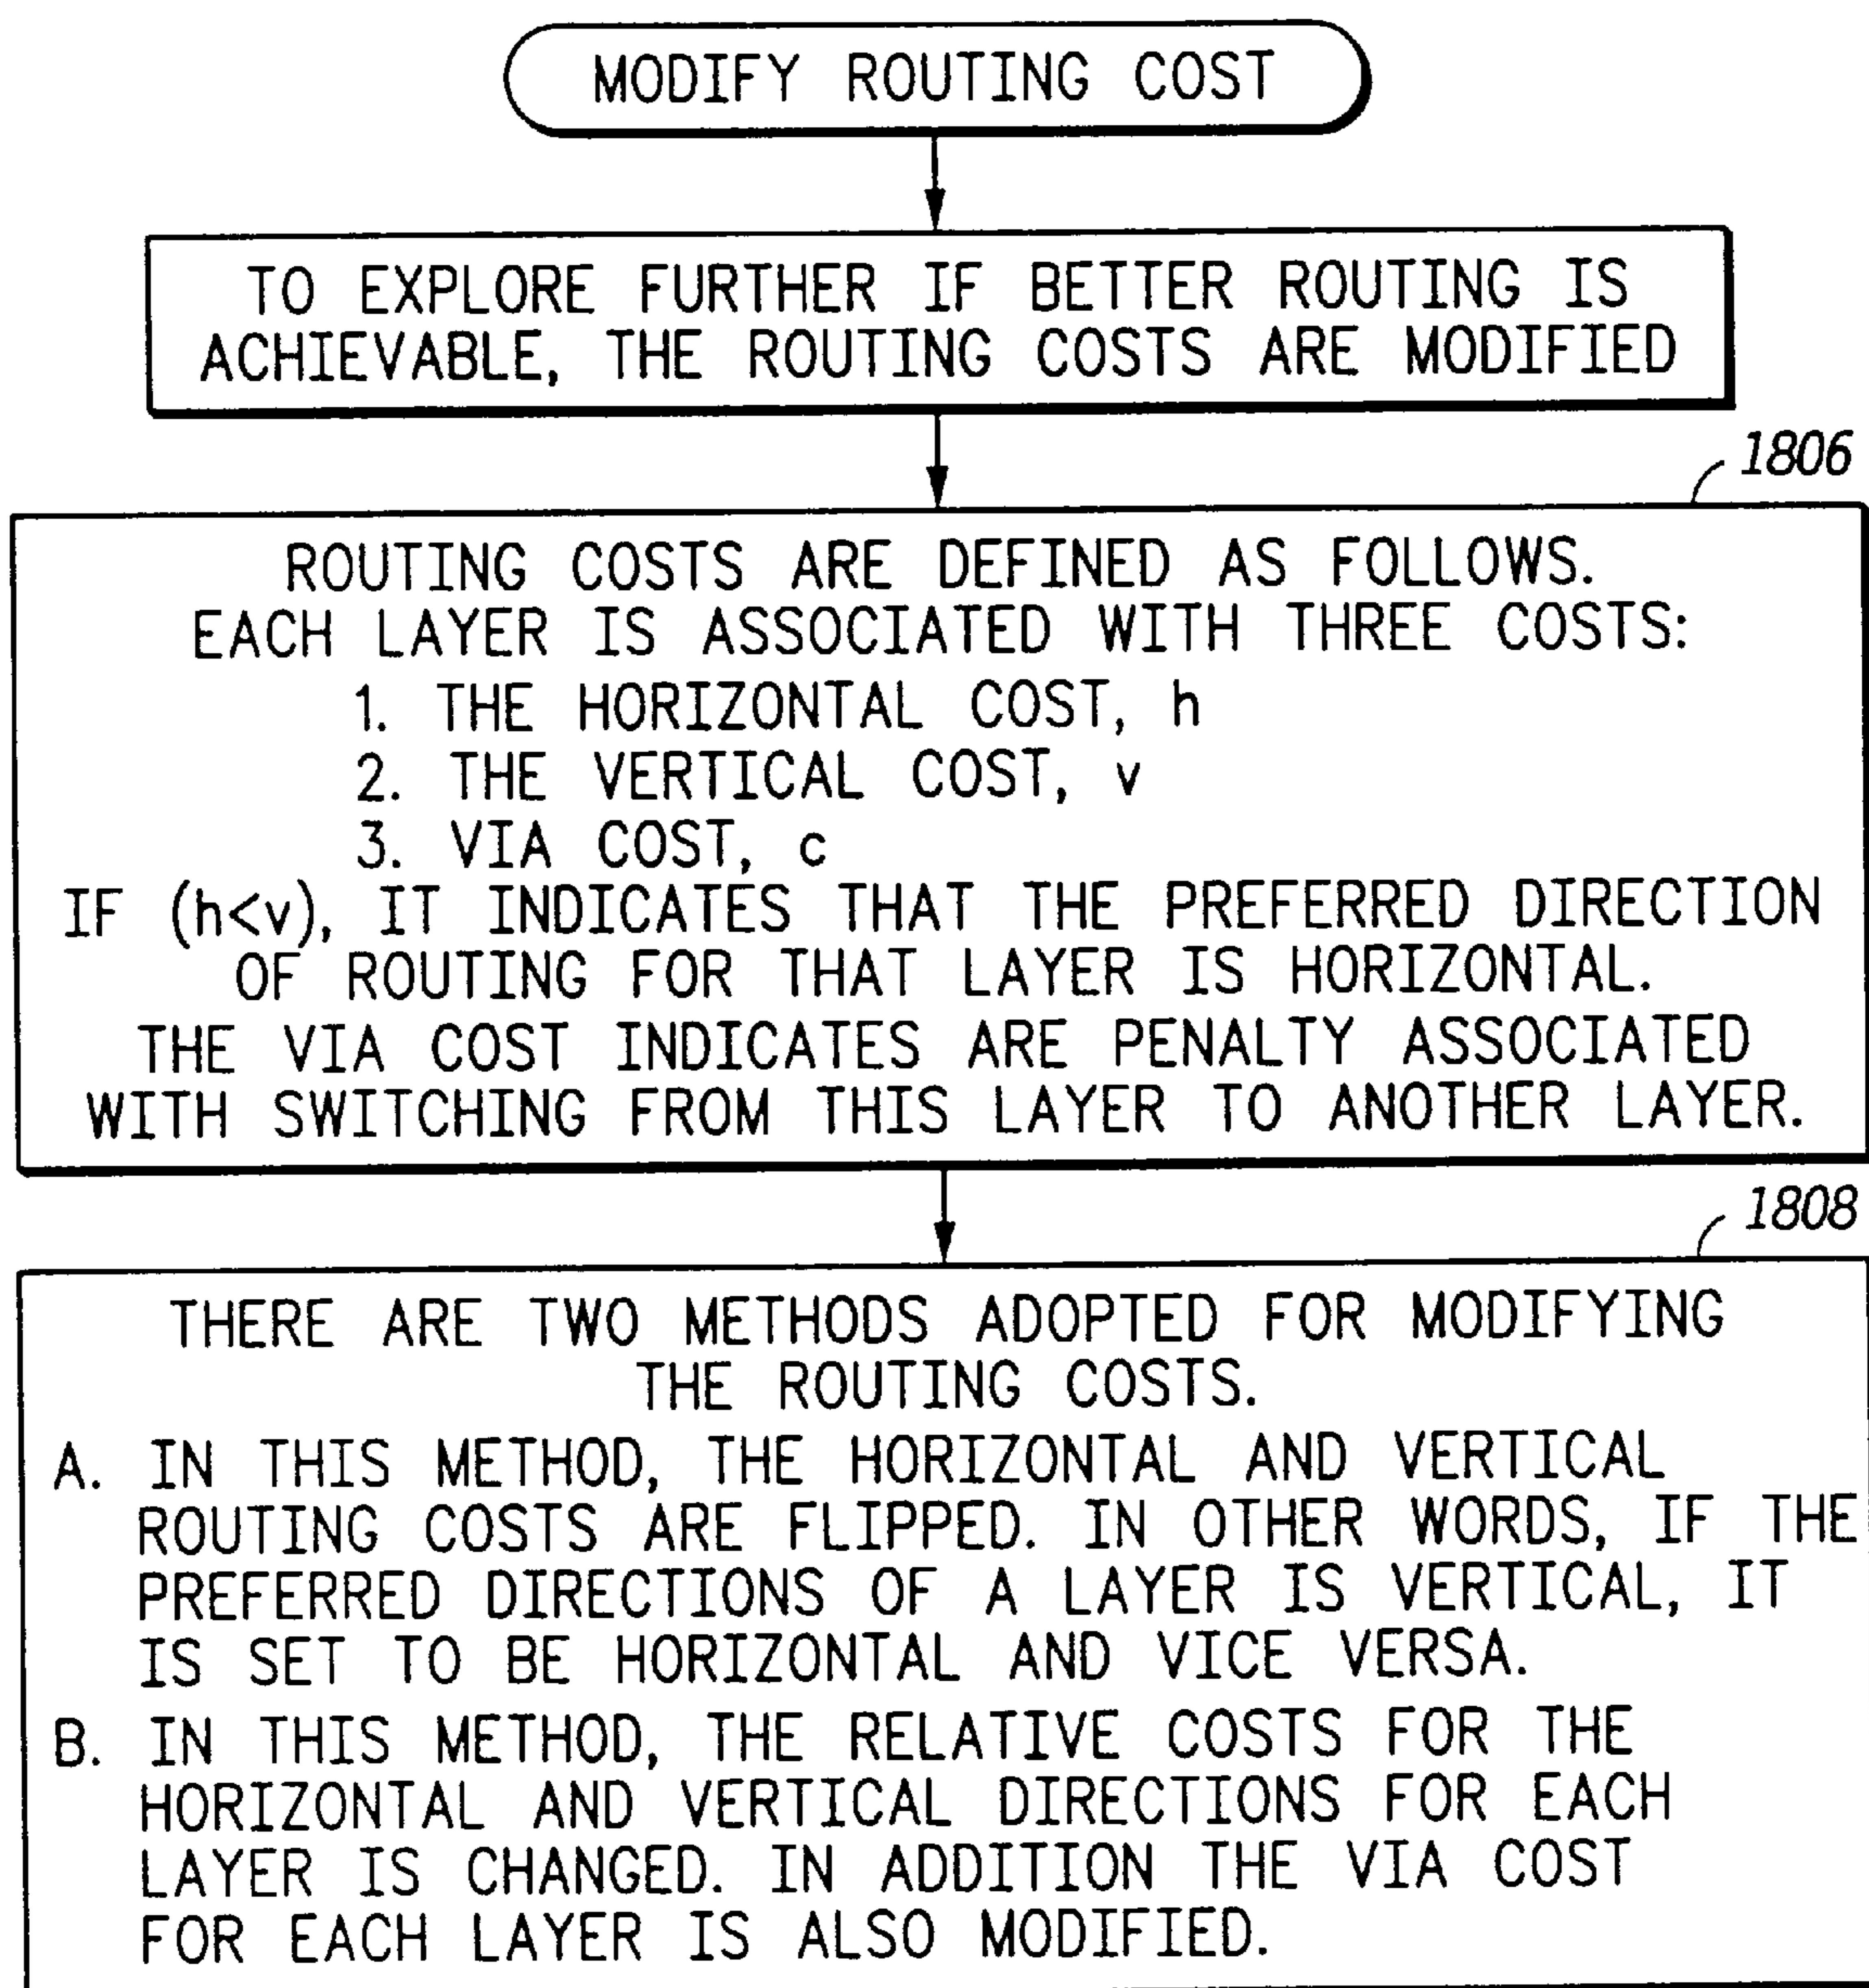 MODIFY ROUTING COST
TO EXPLORE FURTHER IF BETTER ROUTING IS
ACHIEVABLE, THE ROUTING COSTS ARE MODIFIED
1806
ROUTING COSTS ARE DEFINED AS FOLLOWS.
EACH LAYER IS ASSOCIATED WITH THREE COSTS:
1. THE HORIZONTAL COST, h
2. THE VERTICAL COST, v
3. VIA COST, c
IF (h<v), IT INDICATES THAT THE PREFERRED DIRECTION
OF ROUTING FOR THAT LAYER IS HORIZONTAL.
THE VIA COST INDICATES ARE PENALTY ASSOCIATED
WITH SWITCHING FROM THIS LAYER TO ANOTHER LAYER.
1808
THERE ARE TWO METHODS ADOPTED FOR MODIFYING
THE ROUTING COSTS.
A. IN THIS METHOD, THE HORIZONTAL AND VERTICAL
ROUTING COSTS ARE FLIPPED. IN OTHER WORDS, IF THE
PREFERRED DIRECTIONS OF A LAYER IS VERTICAL, IT
IS SET TO BE HORIZONTAL AND VICE VERSA.
B. IN THIS METHOD, THE RELATIVE COSTS FOR THE
HORIZONTAL AND VERTICAL DIRECTIONS FOR EACH
LAYER IS CHANGED. IN ADDITION THE VIA COST
FOR EACH LAYER IS ALSO MODIFIED.